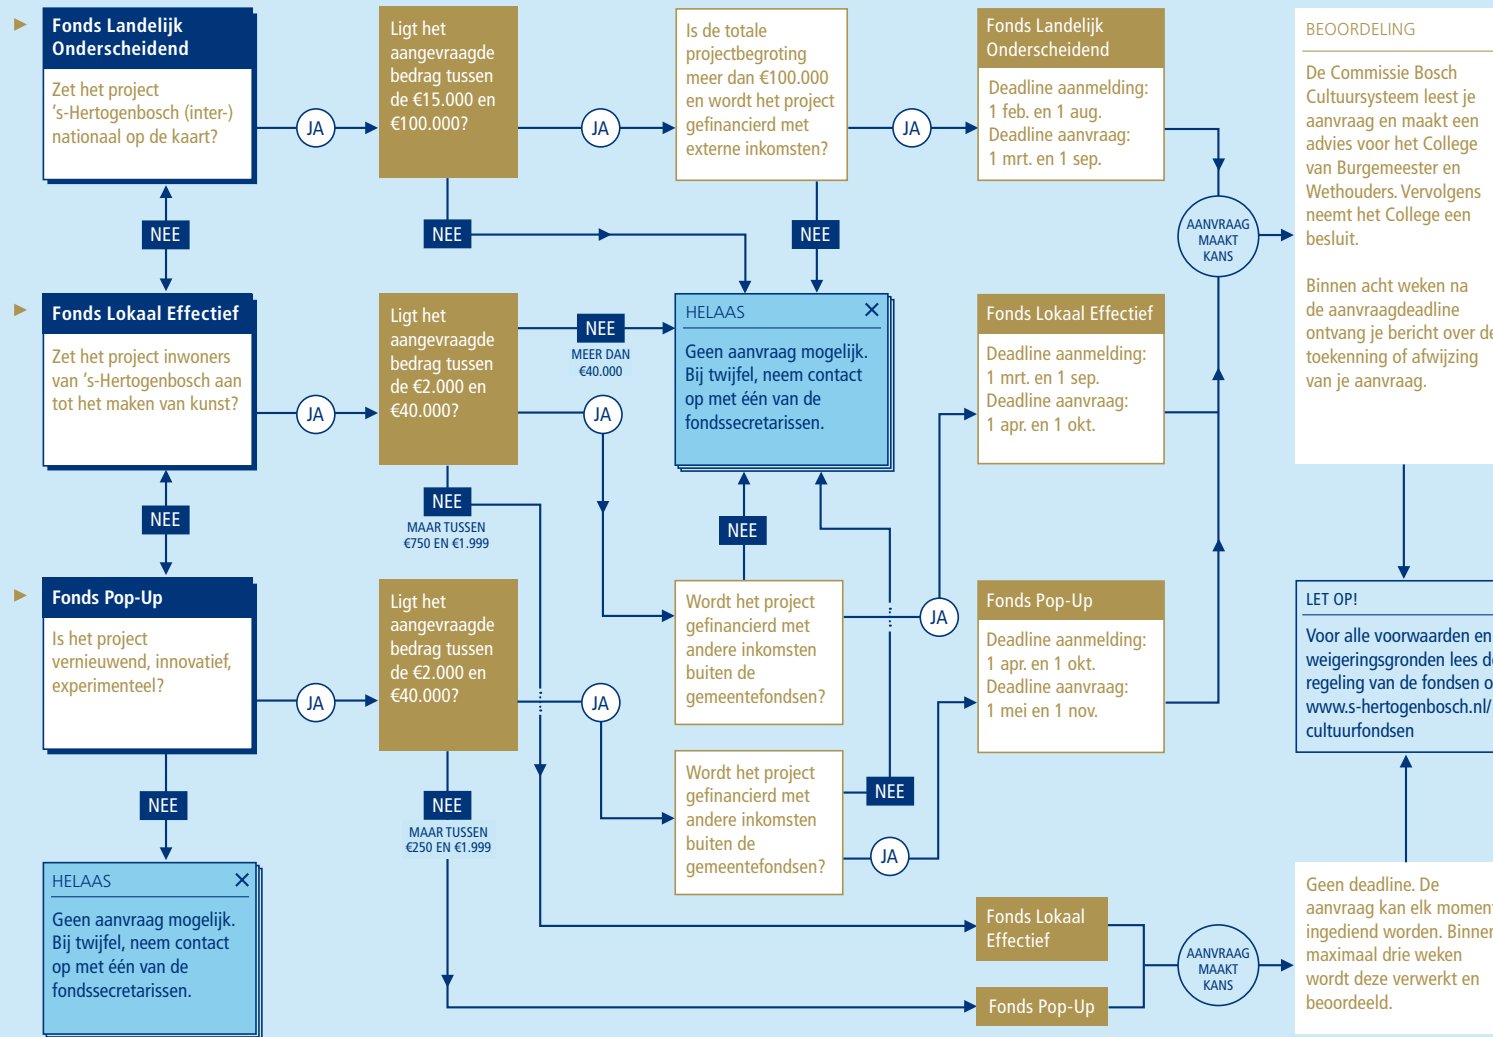 Fonds Landelijk
Onderscheidend
Zet het project
's-Hertogenbosch (inter-)
nationaal op de kaart?
JA
Ligt het
aangevraagde
bedrag tussen
de €15.000 en
€100.000?
JA
Is de totale
projectbegroting
meer dan €100.000
en wordt het project
gefinancierd met
externe inkomsten?
JA
Fonds Landelijk
Onderscheidend
Deadline aanmelding:
1 feb. en 1 aug.
Deadline aanvraag:
1 mrt. en 1 sep.
NEE
NEE
NEE
AANVRAAG
MAAKT
KANS
BEOORDELING
De Commissie Bosch
Cultuursysteem leest je
aanvraag en maakt een
advies voor het College
van Burgemeester en
Wethouders. Vervolgens
neemt het College een
besluit.
Binnen acht weken na
de aanvraagdeadline
ontvang je bericht over de
toekenning of afwijzing
van je aanvraag.
Fonds Lokaal Effectief
Zet het project inwoners
van 's-Hertogenbosch aan
tot het maken van kunst?
JA
Ligt het
aangevraagde
bedrag tussen
de €2.000 en
€40.000?
NEE
MEER DAN
€40.000
JA
HELAAS
Geen aanvraag mogelijk.
Bij twijfel, neem contact
op met één van de
fondssecretarissen.
Fonds Lokaal Effectief
Deadline aanmelding:
1 mrt. en 1 sep.
Deadline aanvraag:
1 apr. en 1 okt.
NEE
NEE
MAAR TUSSEN
€750 EN €1.999
NEE
Fonds Pop-Up
Is het project
vernieuwend, innovatief,
experimenteel?
JA
Ligt het
aangevraagde
bedrag tussen
de €2.000 en
€40.000?
JA
Wordt het project
gefinancierd met
andere inkomsten
buiten de
gemeentefondsen?
JA
Fonds Pop-Up
Deadline aanmelding:
1 apr. en 1 okt.
Deadline aanvraag:
1 mei en 1 nov.
LET OP!
Voor alle voorwaarden en
weigeringsgronden lees
regeling van de fondsen
www.s-hertogenbosch.nl/
cultuurfondsen
NEE
NEE
MAAR TUSSEN
€250 EN €1.999
Wordt het project
gefinancierd met
andere inkomsten
buiten de
gemeentefondsen?
NEE
JA
HELAAS
Geen aanvraag mogelijk.
Bij twijfel, neem contact
op met één van de
fondssecretarissen.
Fonds Lokaal
Effectief
Fonds Pop-Up
AANVRAAG
MAAKT
KANS
Geen deadline. De
aanvraag kan elk moment
ingediend worden. Binnen
maximaal drie weken
wordt deze verwerkt en
beoordeeld.